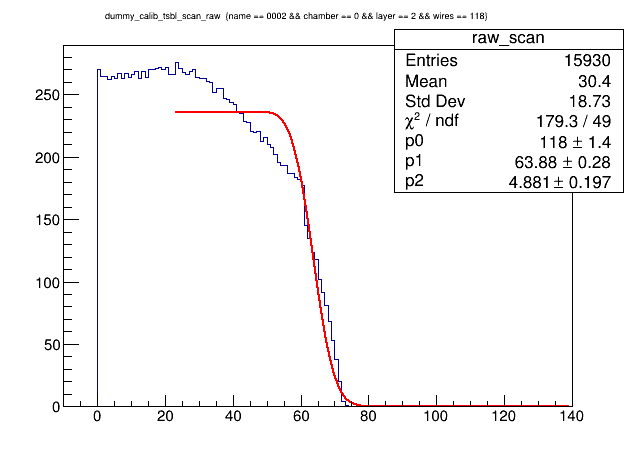 dummy_calib_tsbl_scan_raw (name == 0002 && chamber == 0 && layer == 2 && wires == 118)
raw_scan
Entries 15930
Mean 30.4
Std Dev 18.73
χ² / ndf 179.3 / 49
p0 118 ± 1.4
p1 63.88 ± 0.28
p2 4.881 ± 0.197
250
200
150
100
50
0
0 20 40 60 80 100 120 140